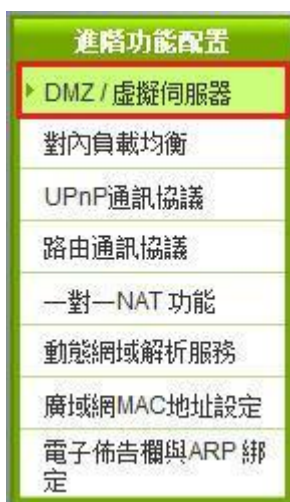 進階功能配置
DMZ / 虛擬伺服器
對內負載均衡
UPnP通訊協議
路由通訊協議
一對一NAT 功能
動態網域解析服務
廣域網MAC地址設定
電子佈告欄與ARP 綁
定